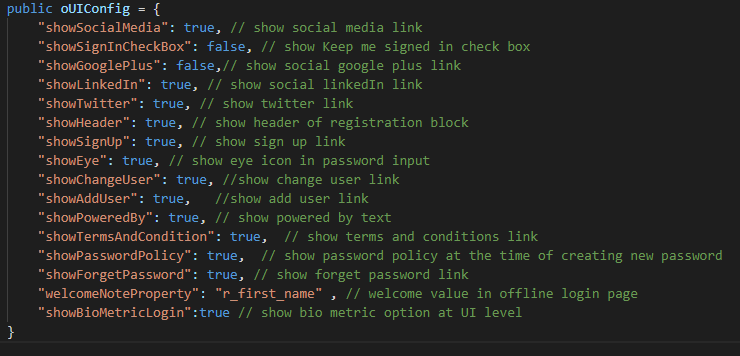 public oUIConfig = {
"showSocialMedia": true, // show social media link
"showSignInCheckBox": false, // show Keep me signed in check box
"showGooglePlus": false,// show social google plus link
"showLinkedIn": true, // show social linkedIn link
"showTwitter": true, // show twitter link
"showHeader": true, // show header of registration block
"showSignUp": true, // show sign up link
"showEye": true, // show eye icon in password input
"showChangeUser": true, //show change user link
"showAddUser": true,   //show add user link
"showPoweredBy": true, // show powered by text
"showTermsAndCondition": true,  // show terms and conditions link
"showPasswordPolicy": true,  // show password policy at the time of creating new password
"showForgetPassword": true, // show forget password link
"welcomeNoteProperty": "r_first_name" , // welcome value in offline login page
"showBioMetricLogin":true // show bio metric option at UI level
}